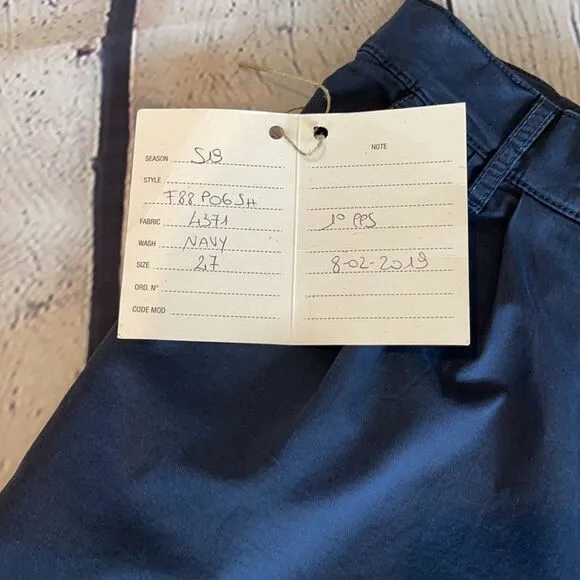 SEASON S19
STYLE
F88 P06SH
FABRIC 4371
WASH NAVY
SIZE 27
ORD. N°
CODE MOD.
NOTE
1° PPS
8-02-2019